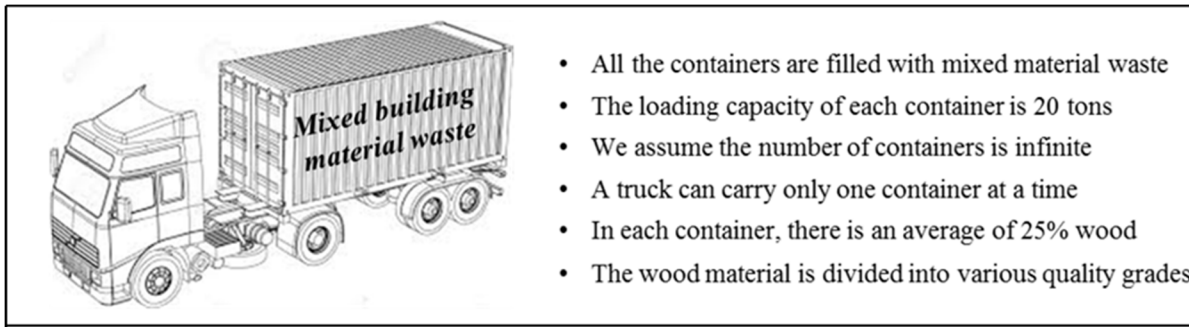 Mixed building
material waste
• All the containers are filled with mixed material waste
• The loading capacity of each container is 20 tons
• We assume the number of containers is infinite
• A truck can carry only one container at a time
• In each container, there is an average of 25% wood
• The wood material is divided into various quality grades